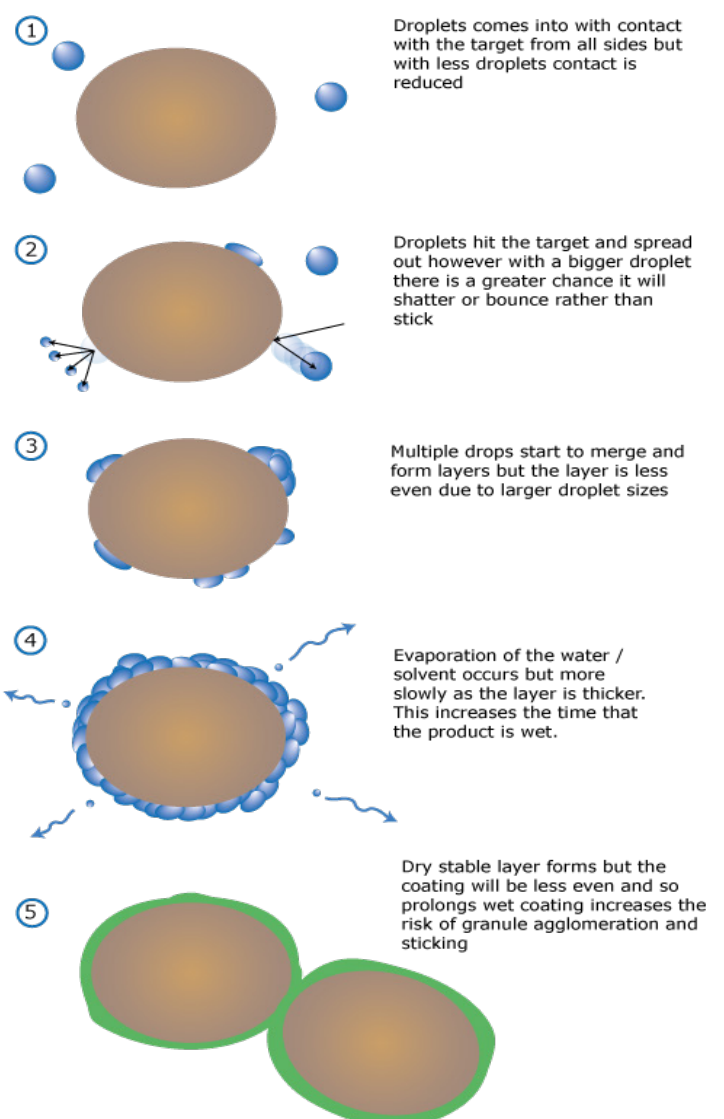 1
Droplets comes into with contact
with the target from all sides but
with less droplets contact is
reduced
2
Droplets hit the target and spread
out however with a bigger droplet
there is a greater chance it will
shatter or bounce rather than
stick
3
Multiple drops start to merge and
form layers but the layer is less
even due to larger droplet sizes
4
Evaporation of the water /
solvent occurs but more
slowly as the layer is thicker.
This increases the time that
the product is wet.
5
Dry stable layer forms but the
coating will be less even and so
prolongs wet coating increases the
risk of granule agglomeration and
sticking